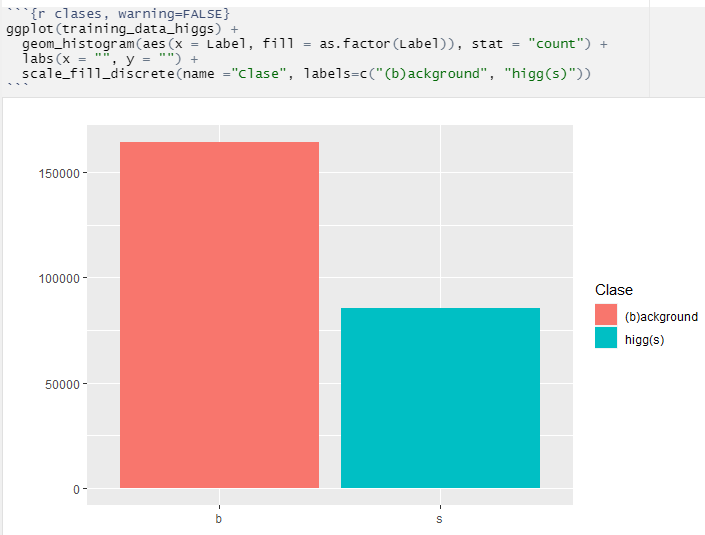 ```{r clases, warning=FALSE}
ggplot(training_data_higgs) +
  geom_histogram(aes(x = Label, fill = as.factor(Label)), stat = "count") +
  labs(x = "", y = "") +
  scale_fill_discrete(name ="Clase", labels=c("(b)ackground", "higg(s)"))
```
150000
100000
50000
0
b
s
Clase
(b)ackground
higg(s)